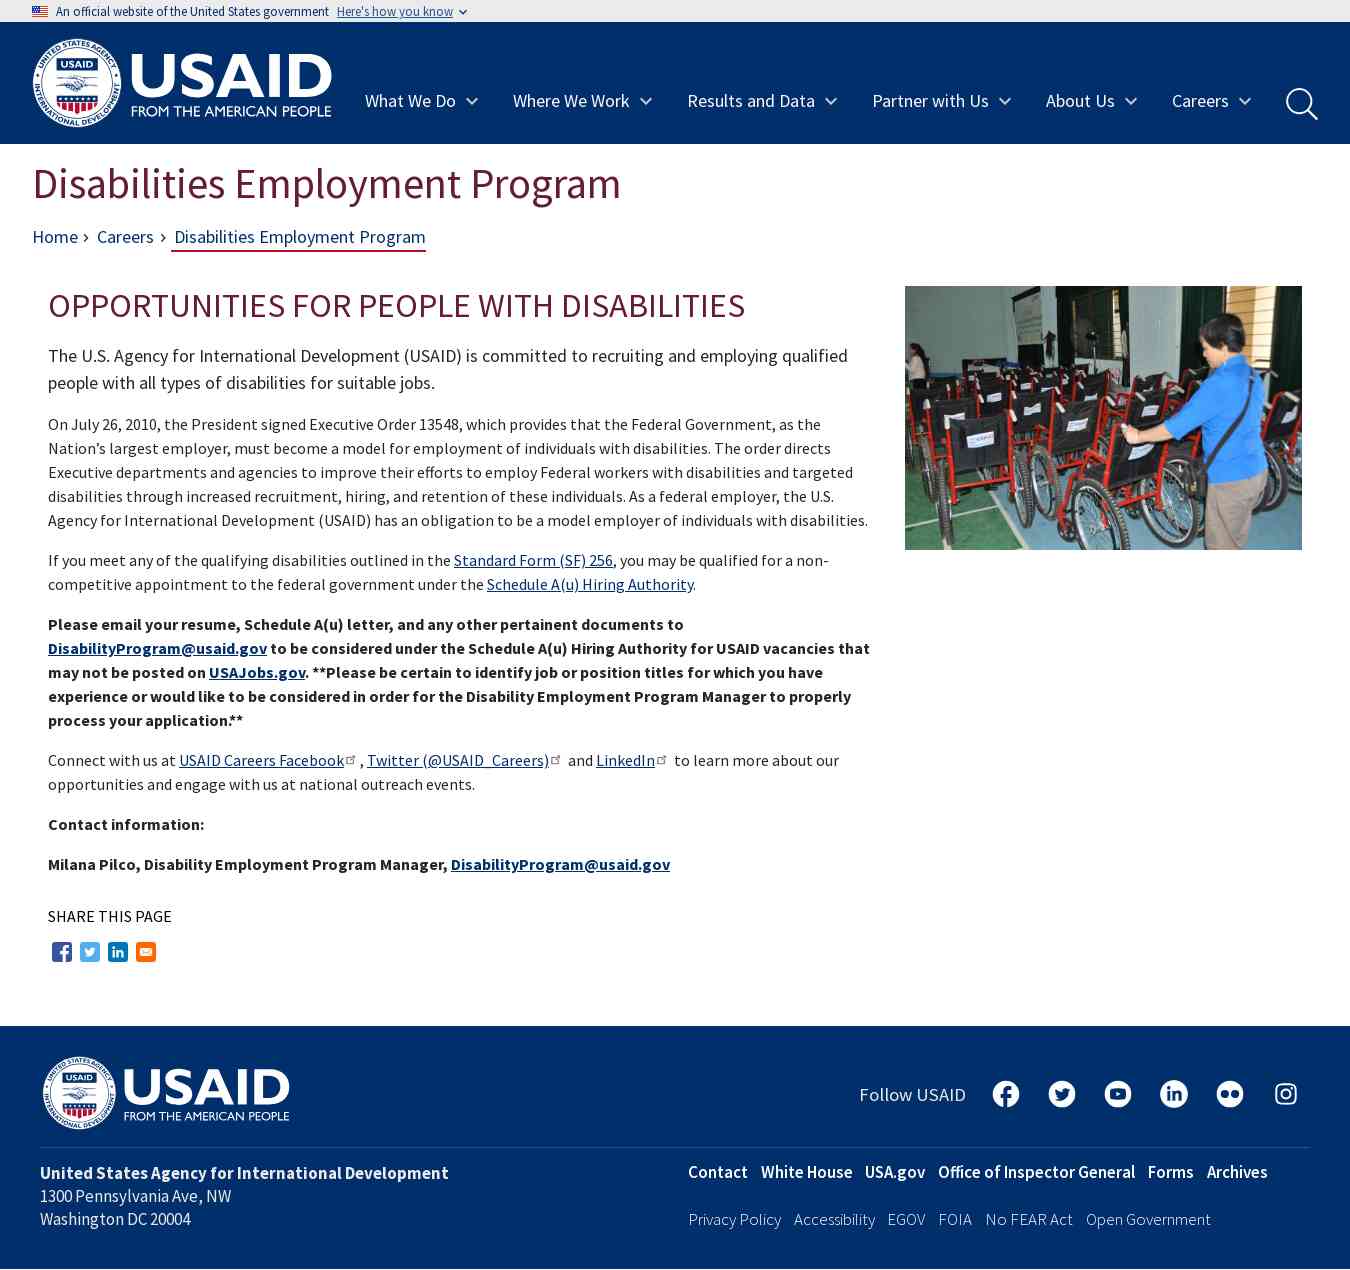 An official website of the United States government Here's how you know
USAID
FROM THE AMERICAN PEOPLE
UNITED STATES AGENCY
INTERNATIONAL DEVELOPMENT
USAID
What We Do
Where We Work
Results and Data
Partner with Us
About Us
Careers
Disabilities Employment Program
Home › Careers › Disabilities Employment Program
OPPORTUNITIES FOR PEOPLE WITH DISABILITIES
The U.S. Agency for International Development (USAID) is committed to recruiting and employing qualified
people with all types of disabilities for suitable jobs.
On July 26, 2010, the President signed Executive Order 13548, which provides that the Federal Government, as the
Nation’s largest employer, must become a model for employment of individuals with disabilities. The order directs
Executive departments and agencies to improve their efforts to employ Federal workers with disabilities and targeted
disabilities through increased recruitment, hiring, and retention of these individuals. As a federal employer, the U.S.
Agency for International Development (USAID) has an obligation to be a model employer of individuals with disabilities.
If you meet any of the qualifying disabilities outlined in the Standard Form (SF) 256, you may be qualified for a non-
competitive appointment to the federal government under the Schedule A(u) Hiring Authority.
Please email your resume, Schedule A(u) letter, and any other pertainent documents to
DisabilityProgram@usaid.gov to be considered under the Schedule A(u) Hiring Authority for USAID vacancies that
may not be posted on USAJobs.gov. **Please be certain to identify job or position titles for which you have
experience or would like to be considered in order for the Disability Employment Program Manager to properly
process your application.**
Connect with us at USAID Careers Facebook , Twitter (@USAID_Careers) and LinkedIn to learn more about our
opportunities and engage with us at national outreach events.
Contact information:
Milana Pilco, Disability Employment Program Manager, DisabilityProgram@usaid.gov
SHARE THIS PAGE
USAID
FROM THE AMERICAN PEOPLE
UNITED STATES AGENCY
INTERNATIONAL DEVELOPMENT
USAID
Follow USAID
United States Agency for International Development
1300 Pennsylvania Ave, NW
Washington DC 20004
Contact White House USA.gov Office of Inspector General Forms Archives
Privacy Policy Accessibility EGOV FOIA No FEAR Act Open Government